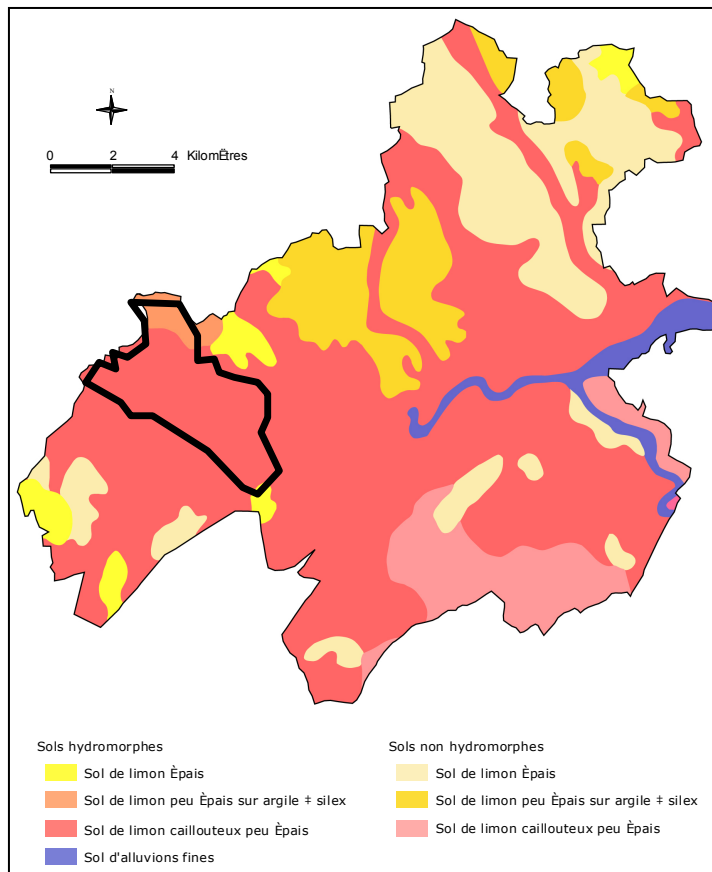 N
0 2 4 KilomËtres
Sols hydromorphes
Sol de limon Èpais
Sol de limon peu Èpais sur argile ‡ silex
Sol de limon caillouteux peu Èpais
Sol d'alluvions fines
Sols non hydromorphes
Sol de limon Èpais
Sol de limon peu Èpais sur argile ‡ silex
Sol de limon caillouteux peu Èpais